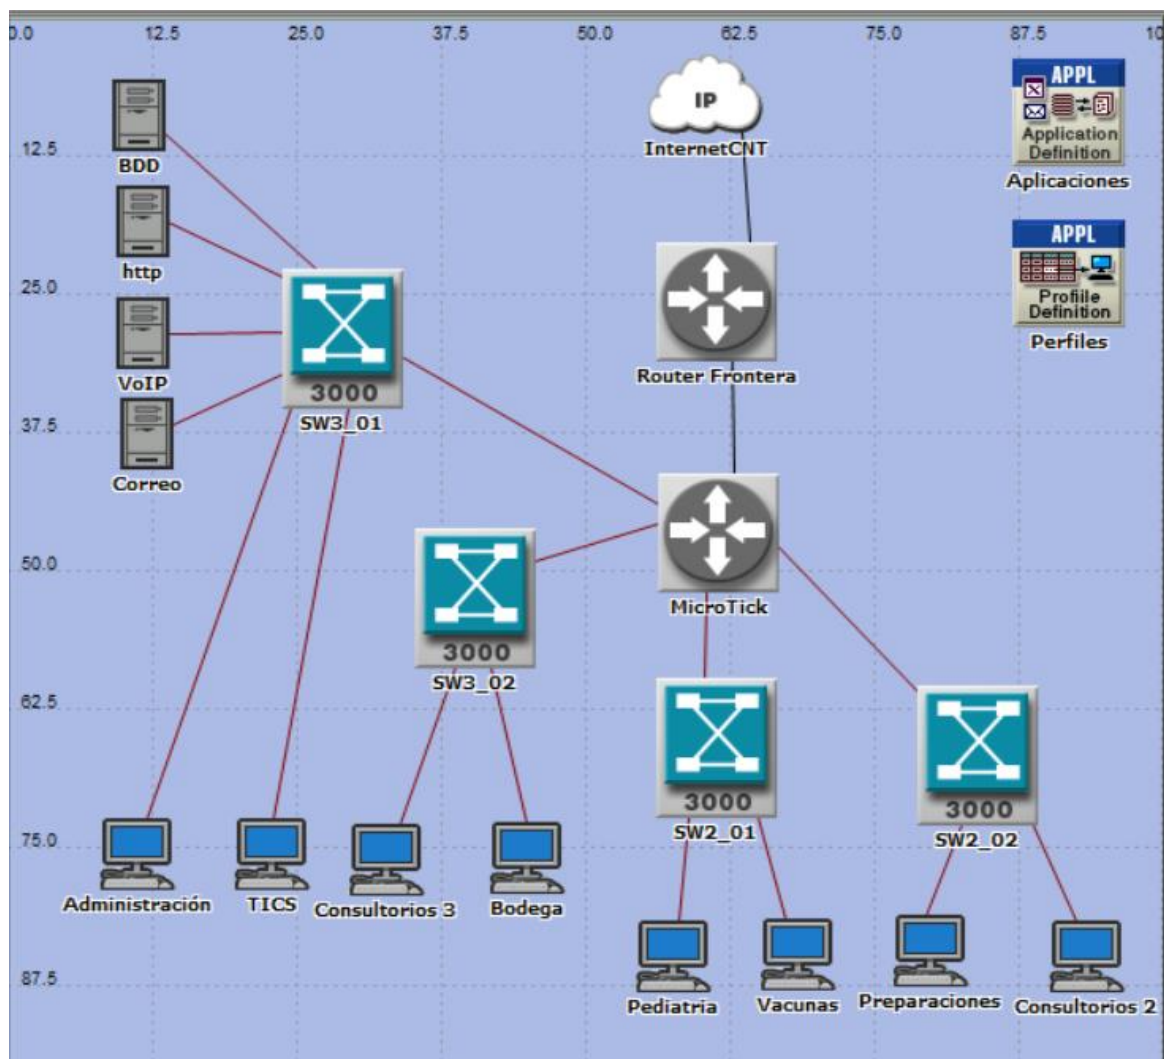 0.0 12.5 25.0 37.5 50.0 62.5 75.0 87.5 10
12.5
25.0
37.5
50.0
62.5
75.0
87.5
BDD
http
VoIP
Correo
3000
SW3_01
IP
InternetCNT
Router Frontera
MicroTick
APPL
Application
Definition
Aplicaciones
APPL
Profiile
Definition
Perfiles
3000
SW3_02
3000
SW2_01
3000
SW2_02
Administración
TICS
Consultorios 3
Bodega
Pediatria
Vacunas
Preparaciones
Consultorios 2